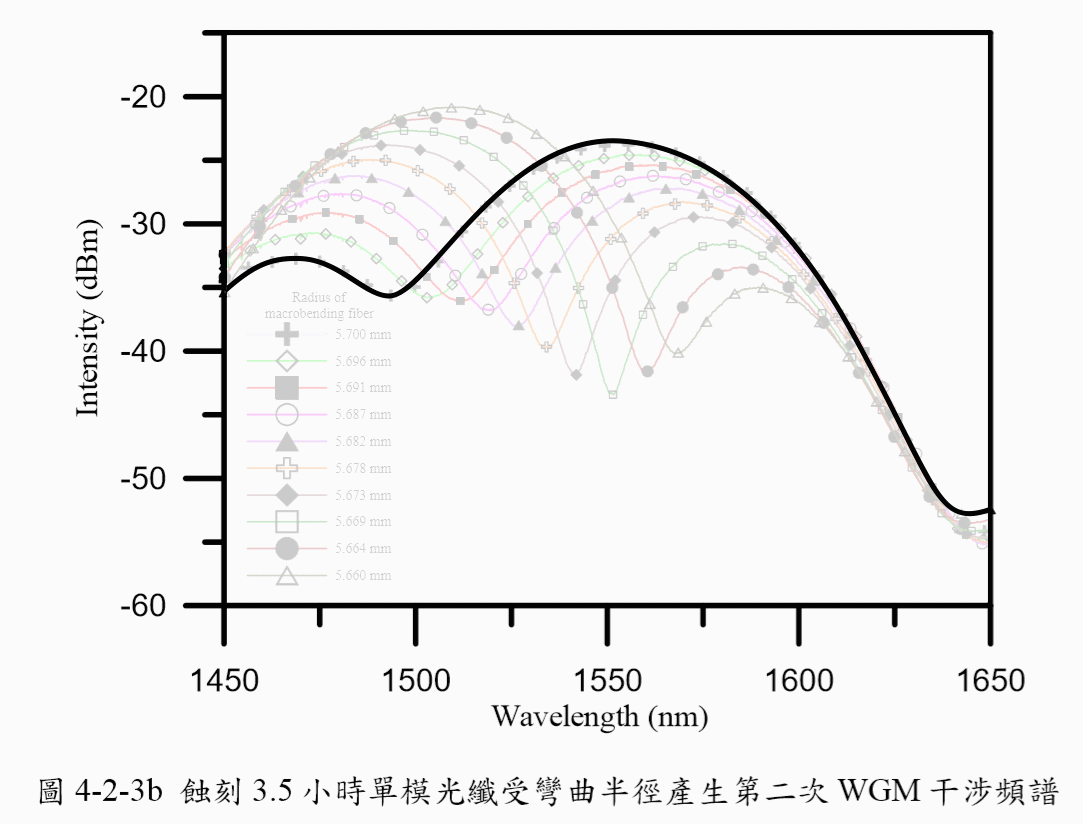 -20
-30
-40
-50
-60
Intensity (dBm)
Radius of
macrobending fiber
5.700 mm
5.696 mm
5.691 mm
5.687 mm
5.682 mm
5.678 mm
5.673 mm
5.669 mm
5.664 mm
5.660 mm
1450 1500 1550 1600 1650
Wavelength (nm)
圖 4-2-3b 蝕刻 3.5 小時單模光纖受彎曲半徑產生第二次 WGM 干涉頻譜